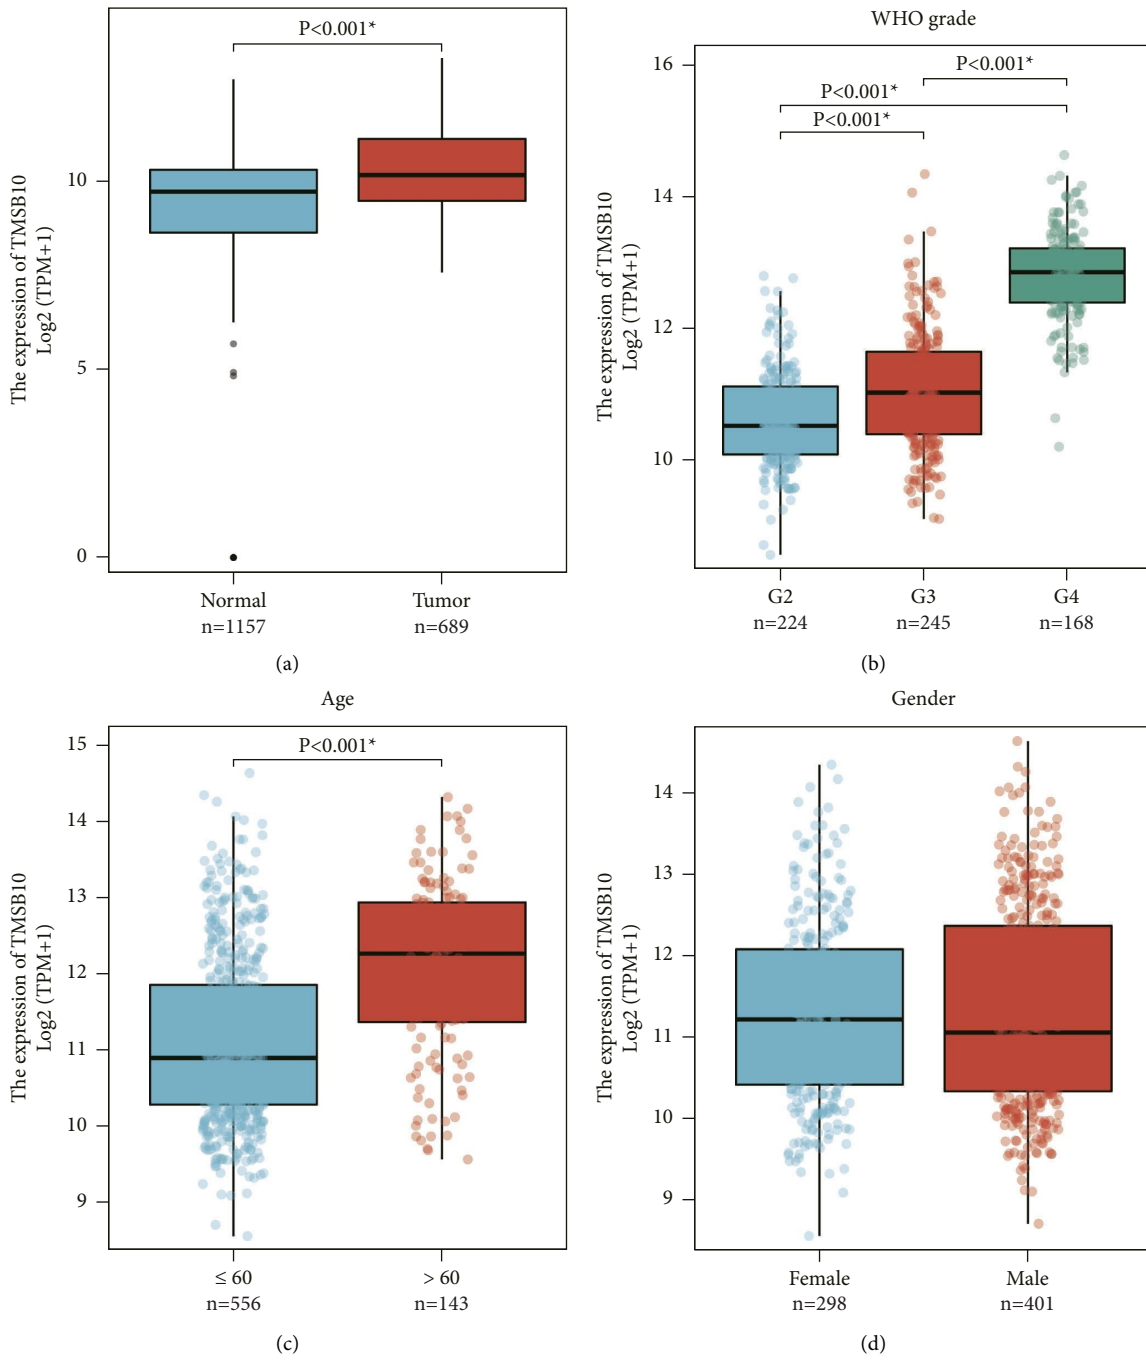 P<0.001*
The expression of TMSB10
Log2 (TPM+1)
10
5
0
Normal
n=1157
Tumor
n=689
(a)
WHO grade
P<0.001*
P<0.001*
P<0.001*
The expression of TMSB10
Log2 (TPM+1)
16
14
12
10
G2
n=224
G3
n=245
G4
n=168
(b)
Age
P<0.001*
The expression of TMSB10
Log2 (TPM+1)
15
14
13
12
11
10
9
≤ 60
n=556
> 60
n=143
(c)
Gender
The expression of TMSB10
Log2 (TPM+1)
14
13
12
11
10
9
Female
n=298
Male
n=401
(d)